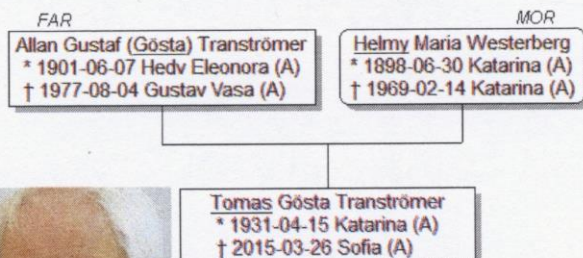 FAR
Allan Gustaf (Gösta) Tranströmer
* 1901-06-07 Hedv Eleonora (A)
† 1977-08-04 Gustav Vasa (A)
MOR
Helmy Maria Westerberg
* 1898-06-30 Katarina (A)
† 1969-02-14 Katarina (A)
Tomas Gösta Tranströmer
* 1931-04-15 Katarina (A)
† 2015-03-26 Sofia (A)